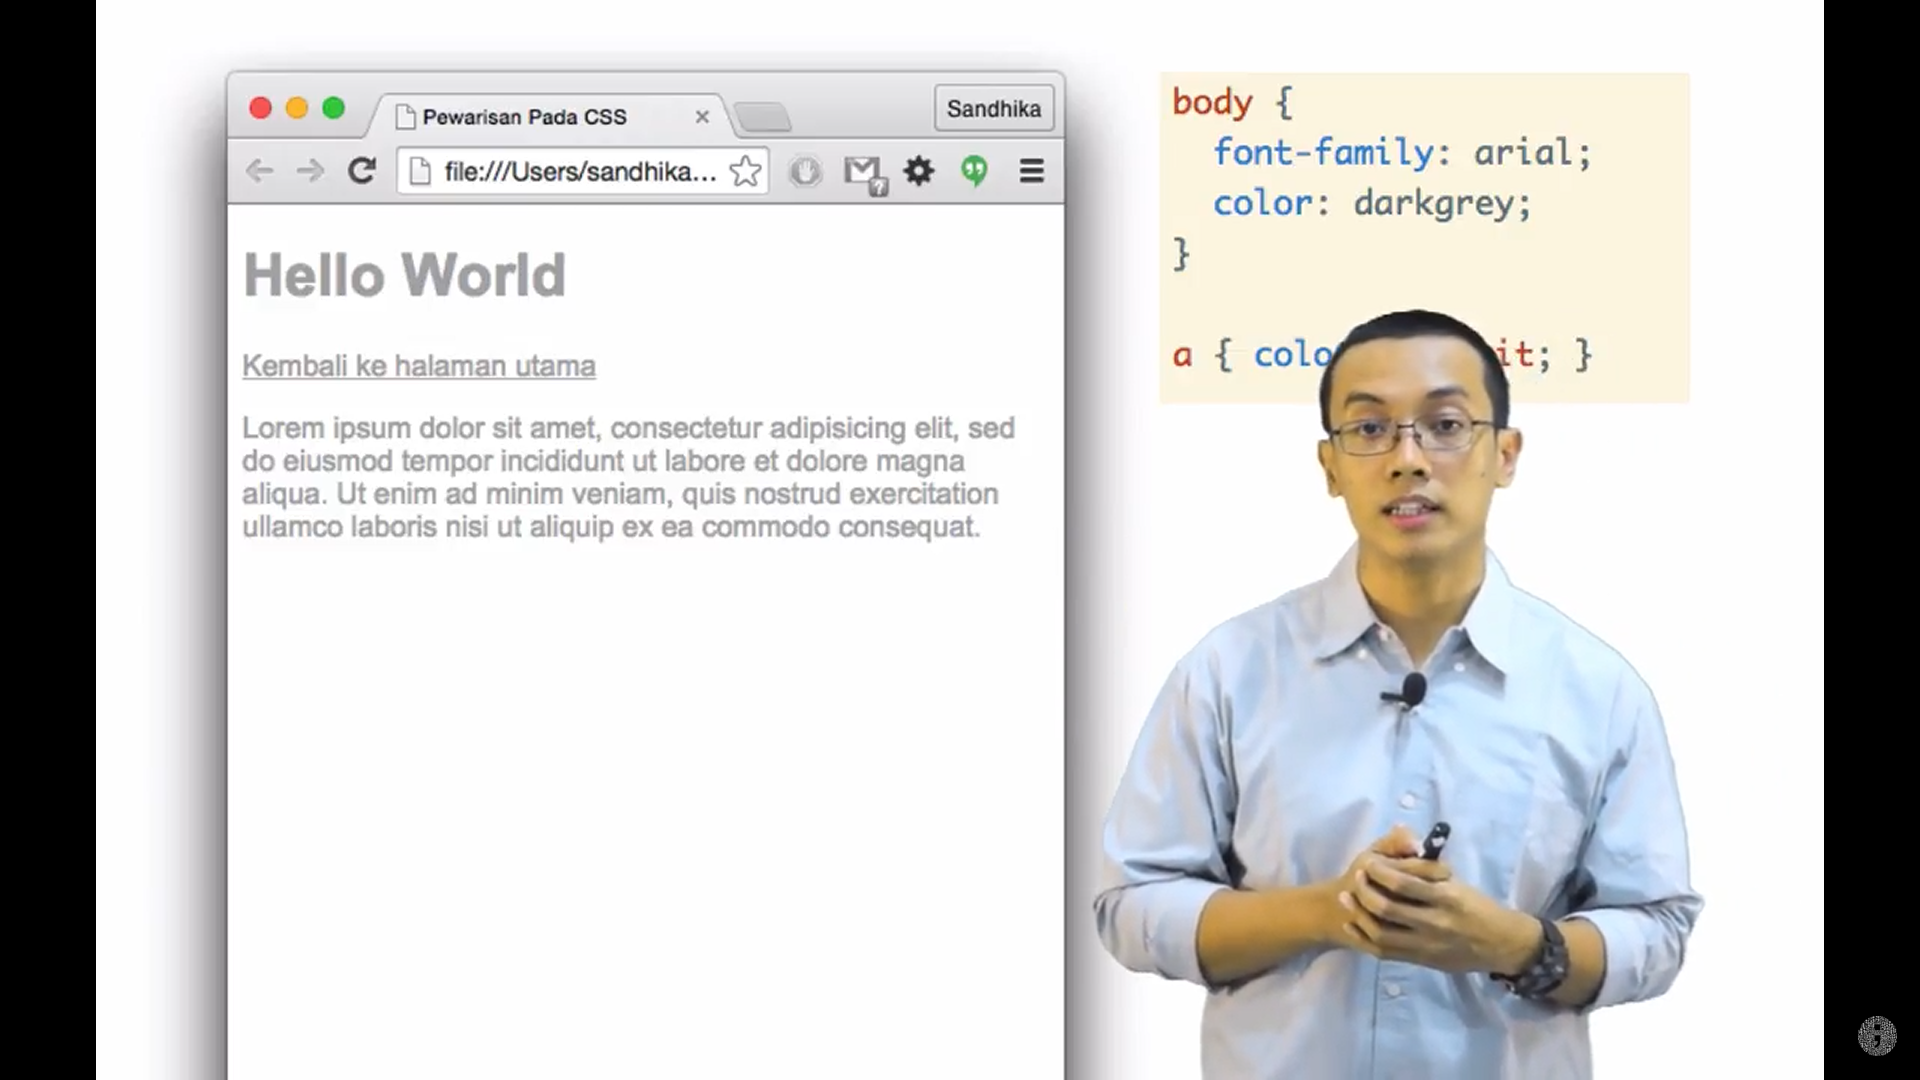 Pewarisan Pada CSS
Sandhika
file:///Users/sandhika...
Hello World
Kembali ke halaman utama
Lorem ipsum dolor sit amet, consectetur adipisicing elit, sed
do eiusmod tempor incididunt ut labore et dolore magna
aliqua. Ut enim ad minim veniam, quis nostrud exercitation
ullamco laboris nisi ut aliquip ex ea commodo consequat.
body {
font-family: arial;
color: darkgrey;
}
a { colo it; }